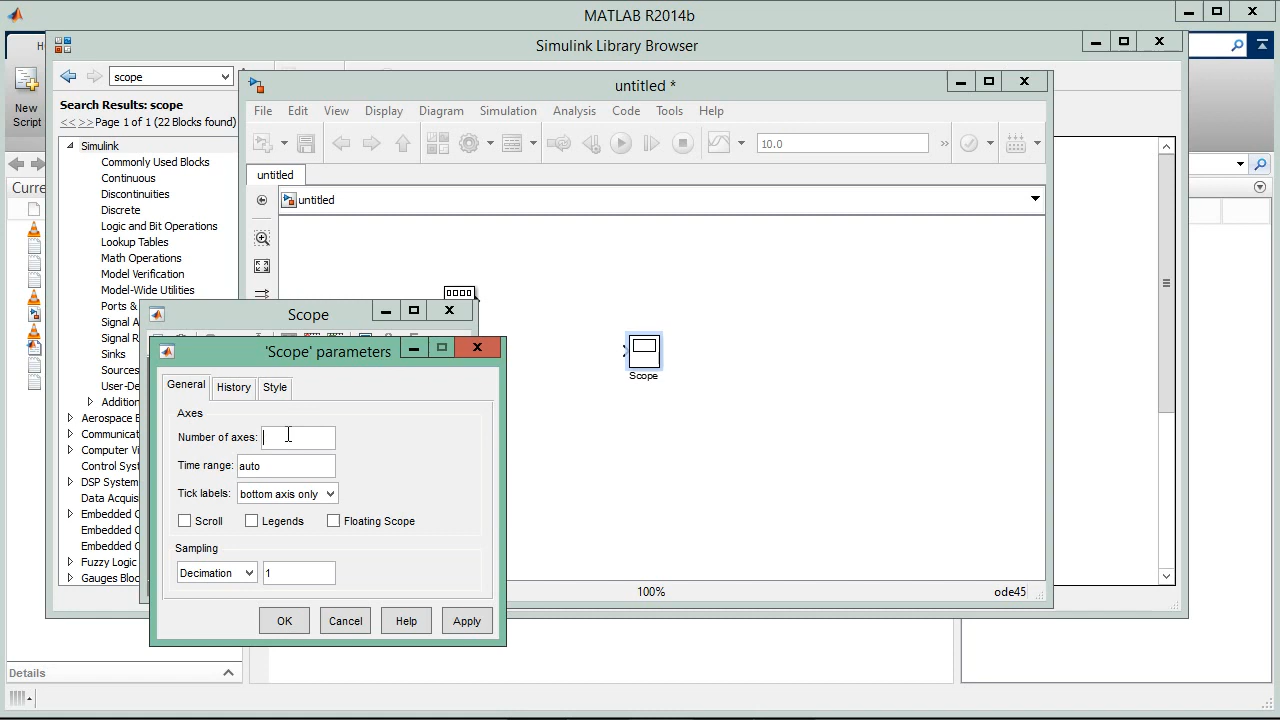 MATLAB R2014b
Simulink Library Browser
New
Script
scope
Search Results: scope
<< >> Page 1 of 1 (22 Blocks found)
Simulink
Commonly Used Blocks
Continuous
Discontinuities
Discrete
Logic and Bit Operations
Lookup Tables
Math Operations
Model Verification
Model-Wide Utilities
Ports &
Signal A
Signal R
Sinks
Sources
User-De
Addition
Aerospace B
Communicat
Computer Vi
Control Syst
DSP System
Data Acquis
Embedded C
Embedded C
Embedded C
Fuzzy Logic
Gauges Bloc
Curre
Details
untitled *
File Edit View Display Diagram Simulation Analysis Code Tools Help
10.0 »
untitled
untitled
Scope
100%
ode45
Scope
'Scope' parameters
General History Style
Axes
Number of axes:
Time range: auto
Tick labels: bottom axis only
Scroll Legends Floating Scope
Sampling
Decimation 1
OK Cancel Help Apply